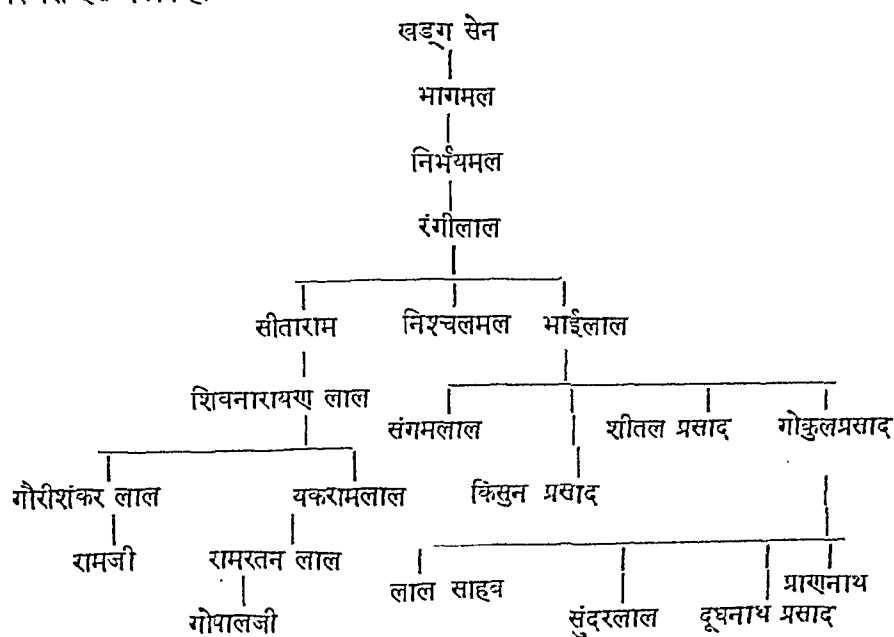 खड्ग सेन
भागमल
निर्भयमल
रंगीलाल
सीताराम निश्चलमल भाईलाल
शिवनारायण लाल
संगमलाल शीतल प्रसाद गोकुलप्रसाद
गौरीशंकर लाल यकरामलाल किसुन प्रसाद
रामजी रामरतन लाल लाल साहब प्राणनाथ
गोपालजी सुंदरलाल दूधनाथ प्रसाद